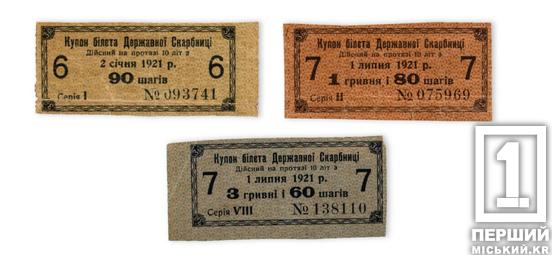 Купон білета Державної Скарбниці
Дійсний на протязі 10 літ з
6 2 січня 1921 р. 6
90 шагів
Серія I № 093741
Купон білета Державної Скарбниці
Дійсний на протязі 10 літ з
7 1 липня 1921 р. 7
1 гривня і 80 шагів
Серія II № 075969
Купон білета Державної Скарбниці
Дійсний на протязі 10 літ з
7 1 липня 1921 р. 7
3 гривні і 60 шагів
Серія VIII № 138110
1
ПЕРШИЙ
МІСЬКИЙ.KR